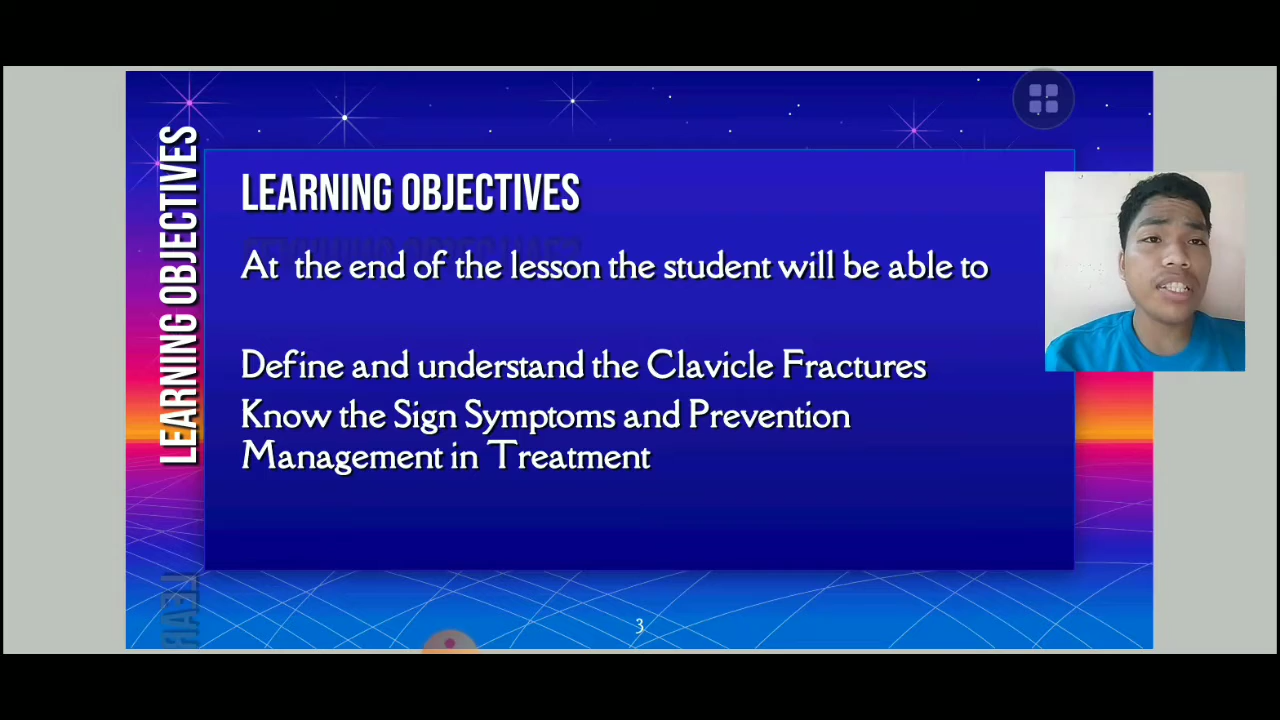 LEARNING OBJECTIVES
LEARNING OBJECTIVES
At the end of the lesson the student will be able to
Define and understand the Clavicle Fractures
Know the Sign Symptoms and Prevention
Management in Treatment
3